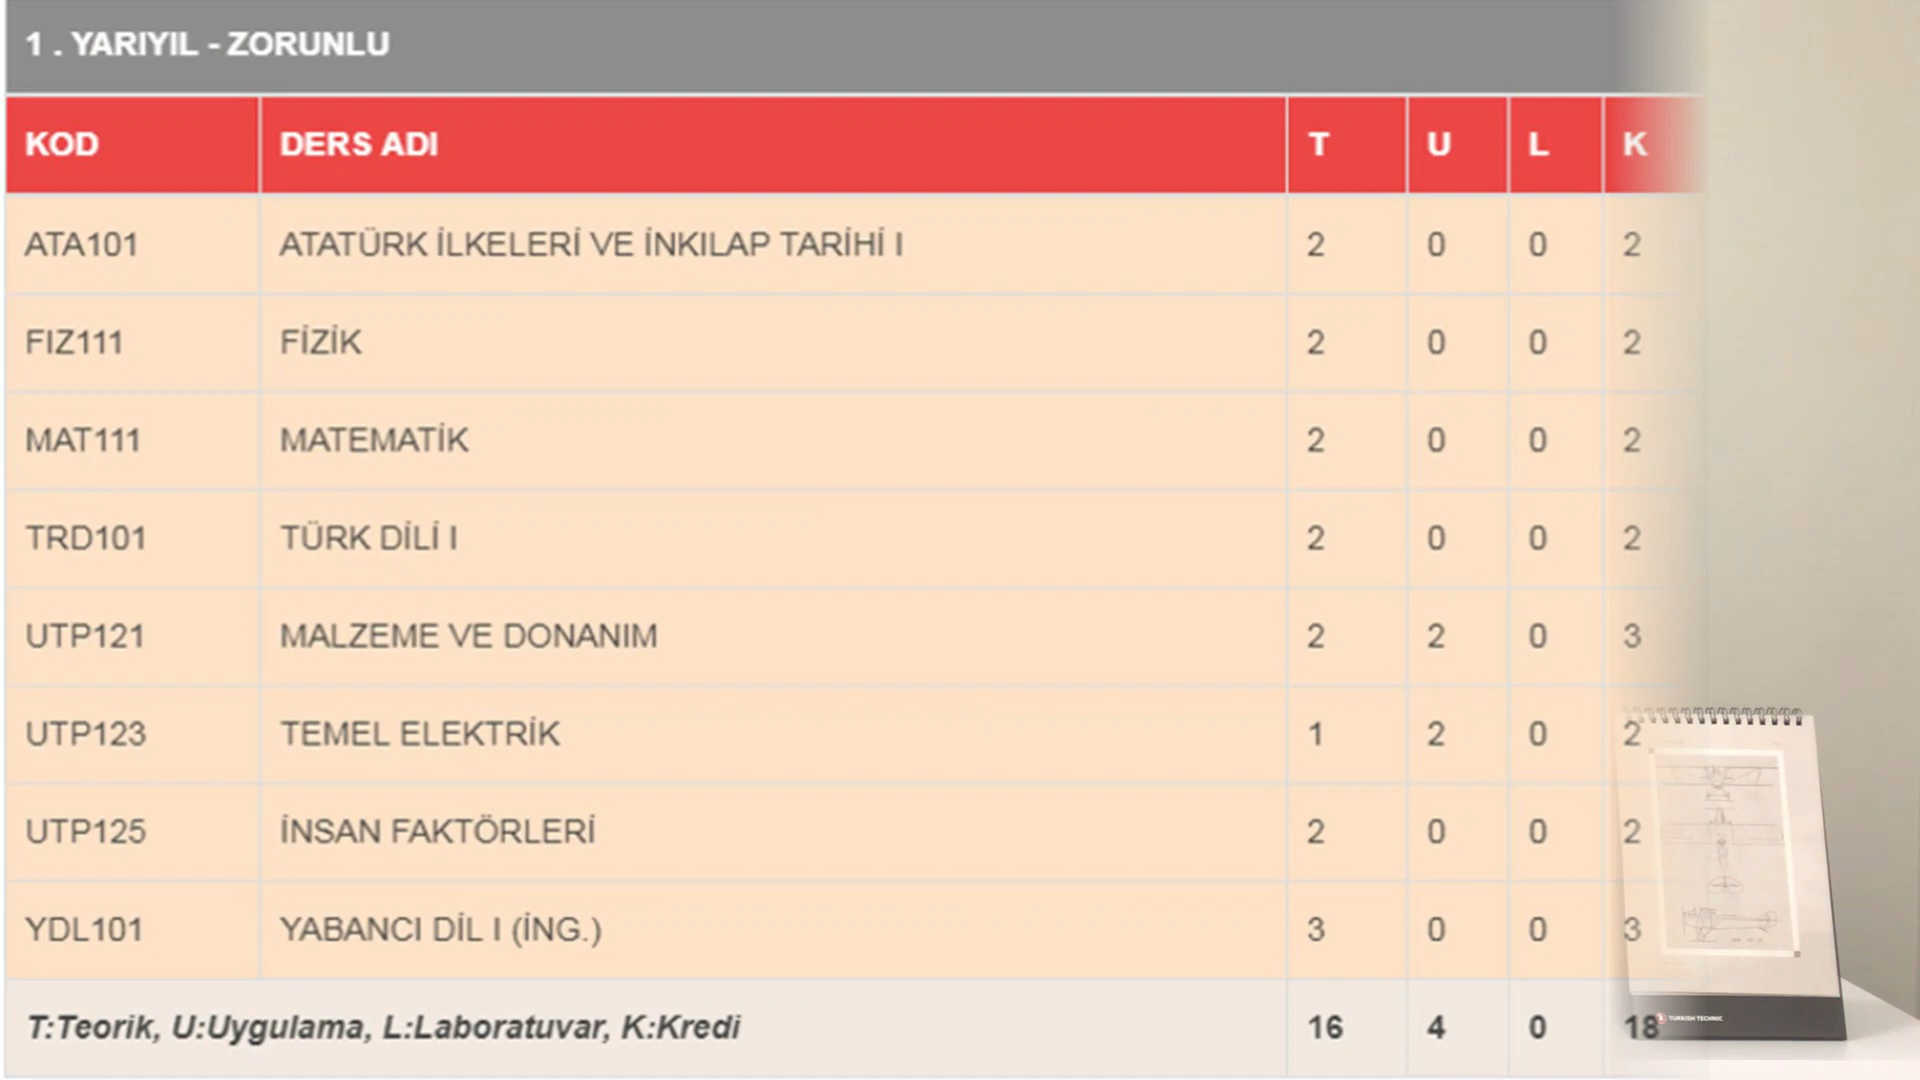 1 . YARIYIL - ZORUNLU
KOD DERS ADI T U L K
ATA101 ATATÜRK İLKELERİ VE İNKILAP TARİHİ I 2 0 0 2
FIZ111 FİZİK 2 0 0 2
MAT111 MATEMATİK 2 0 0 2
TRD101 TÜRK DİLİ I 2 0 0 2
UTP121 MALZEME VE DONANIM 2 2 0 3
UTP123 TEMEL ELEKTRİK 1 2 0 2
UTP125 İNSAN FAKTÖRLERİ 2 0 0 2
YDL101 YABANCI DİL I (İNG.) 3 0 0 3
T:Teorik, U:Uygulama, L:Laboratuvar, K:Kredi 16 4 0 18
TURKISH TECHNIC